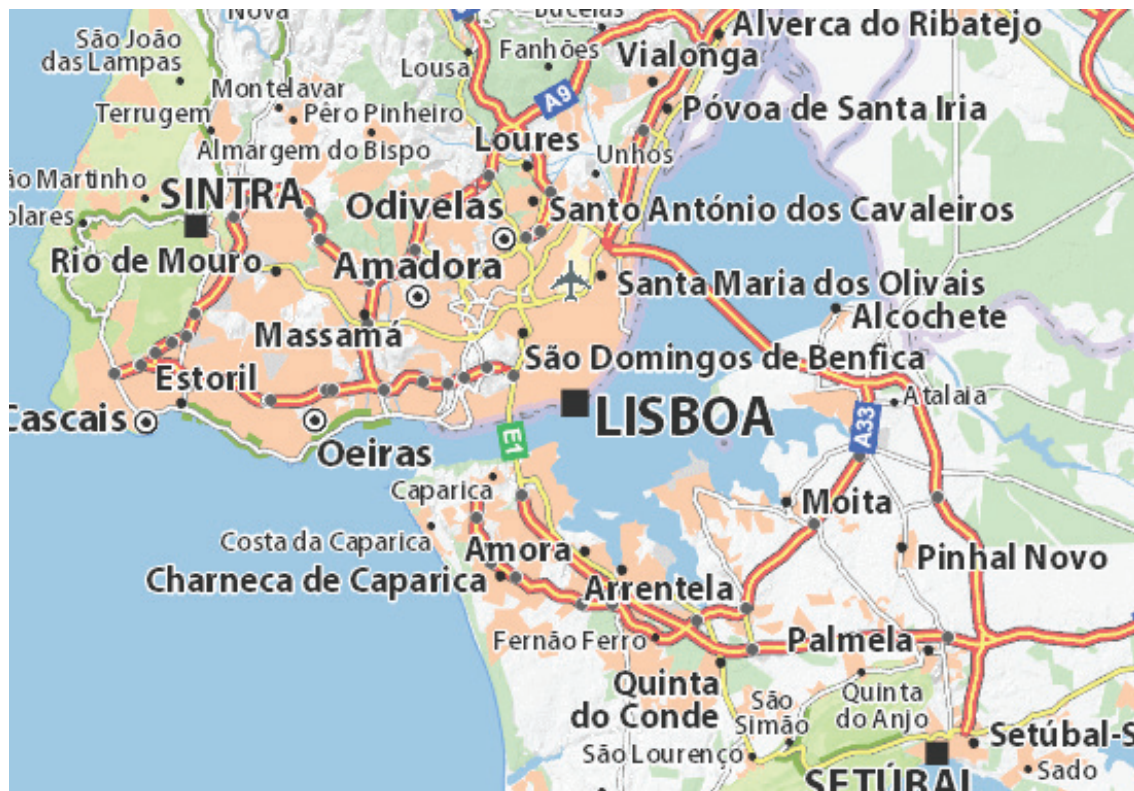 Nova
Bucelas
Alverca do Ribatejo
São João
das Lampas
Fanhões
Vialonga
Lousa
Montelavar
A9
Terrugem
Pêro Pinheiro
Póvoa de Santa Iria
Loures
Almargem do Bispo
Unhos
ão Martinho
SINTRA
olares
Odivelas
Santo António dos Cavaleiros
Rio de Mouro
Amadora
Santa Maria dos Olivais
Massamá
Alcochete
São Domingos de Benfica
Estoril
Atalaia
Cascais
LISBOA
A33
E1
Oeiras
Caparica
Moita
Costa da Caparica
Amora
Pinhal Novo
Charneca de Caparica
Arrentela
Fernão Ferro
Palmela
Quinta
do Conde
São
Simão
Quinta
do Anjo
São Lourenço
Setúbal-S
Sado
SETÚBAL